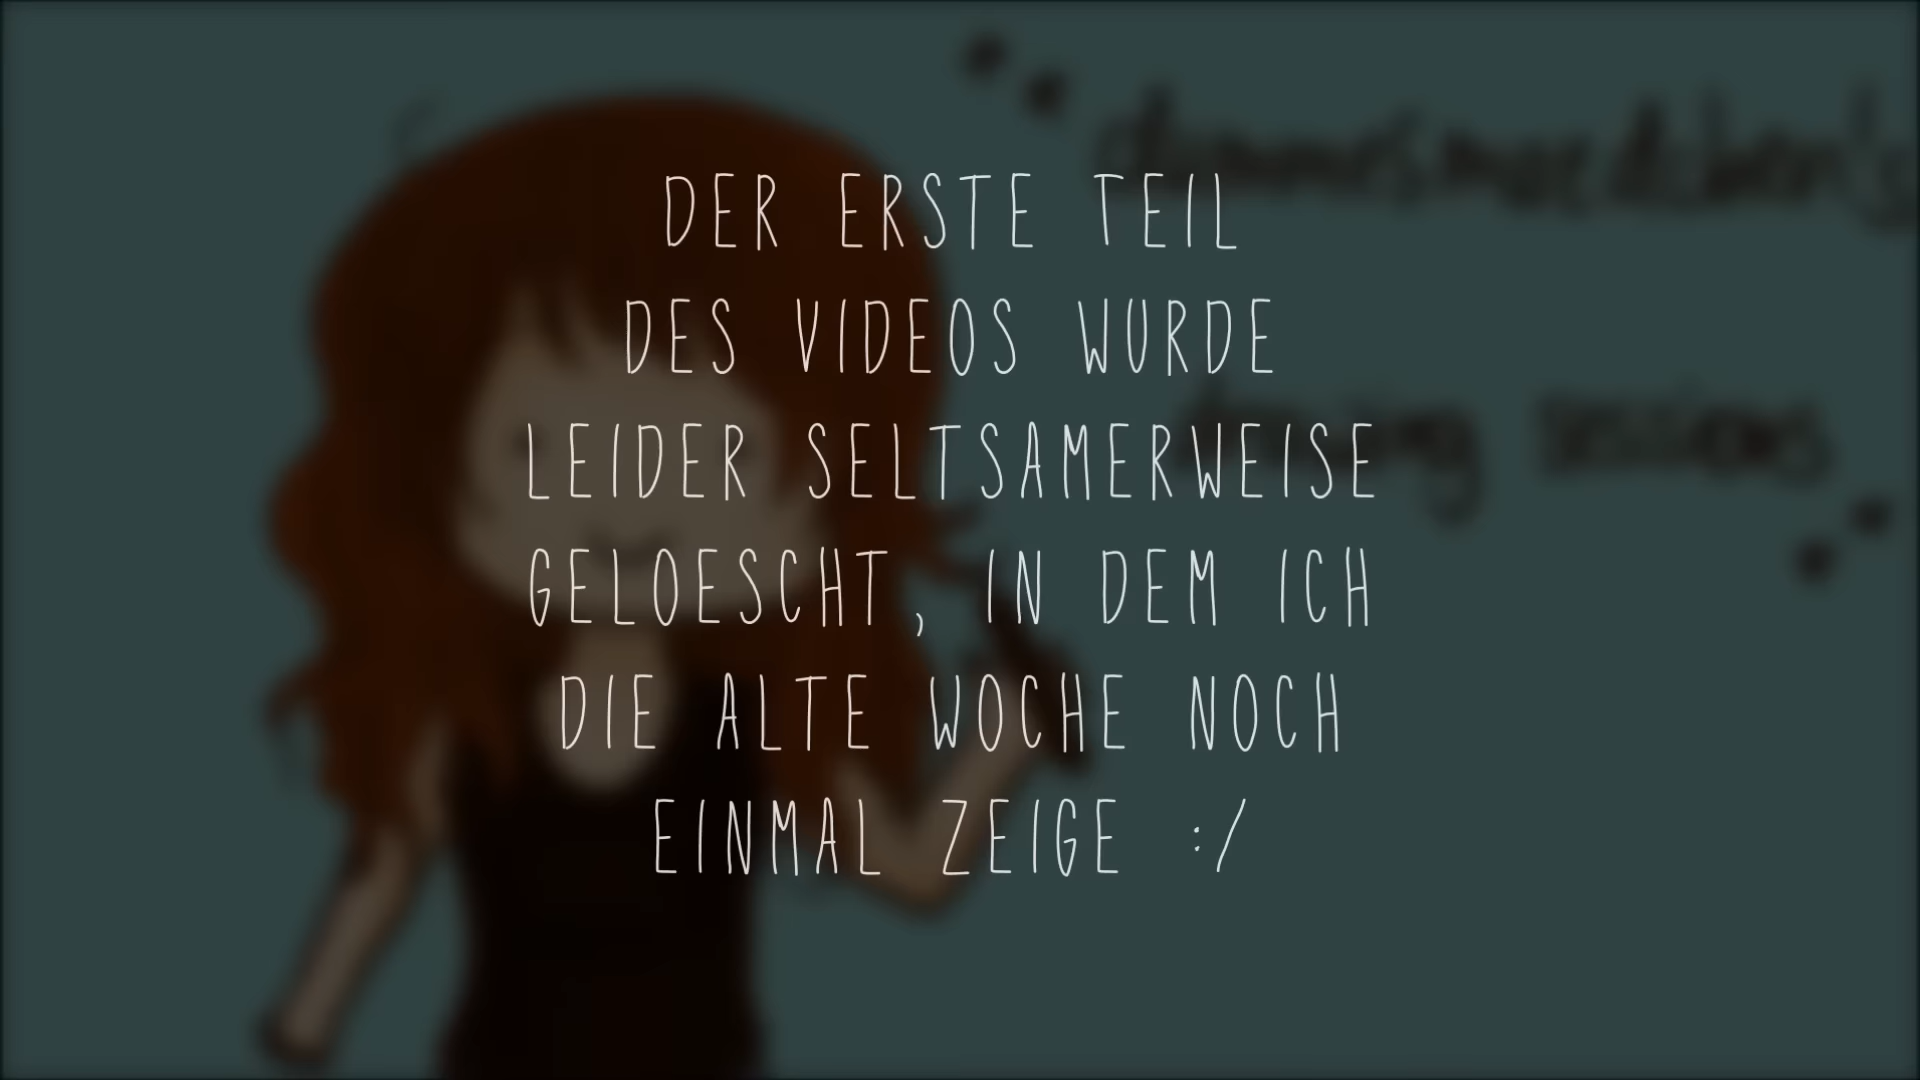 DER ERSTE TEIL
DES VIDEOS WURDE
LEIDER SELTSAMERWEISE
GELOESCHT, IN DEM ICH
DIE ALTE WOCHE NOCH
EINMAL ZEIGE :/